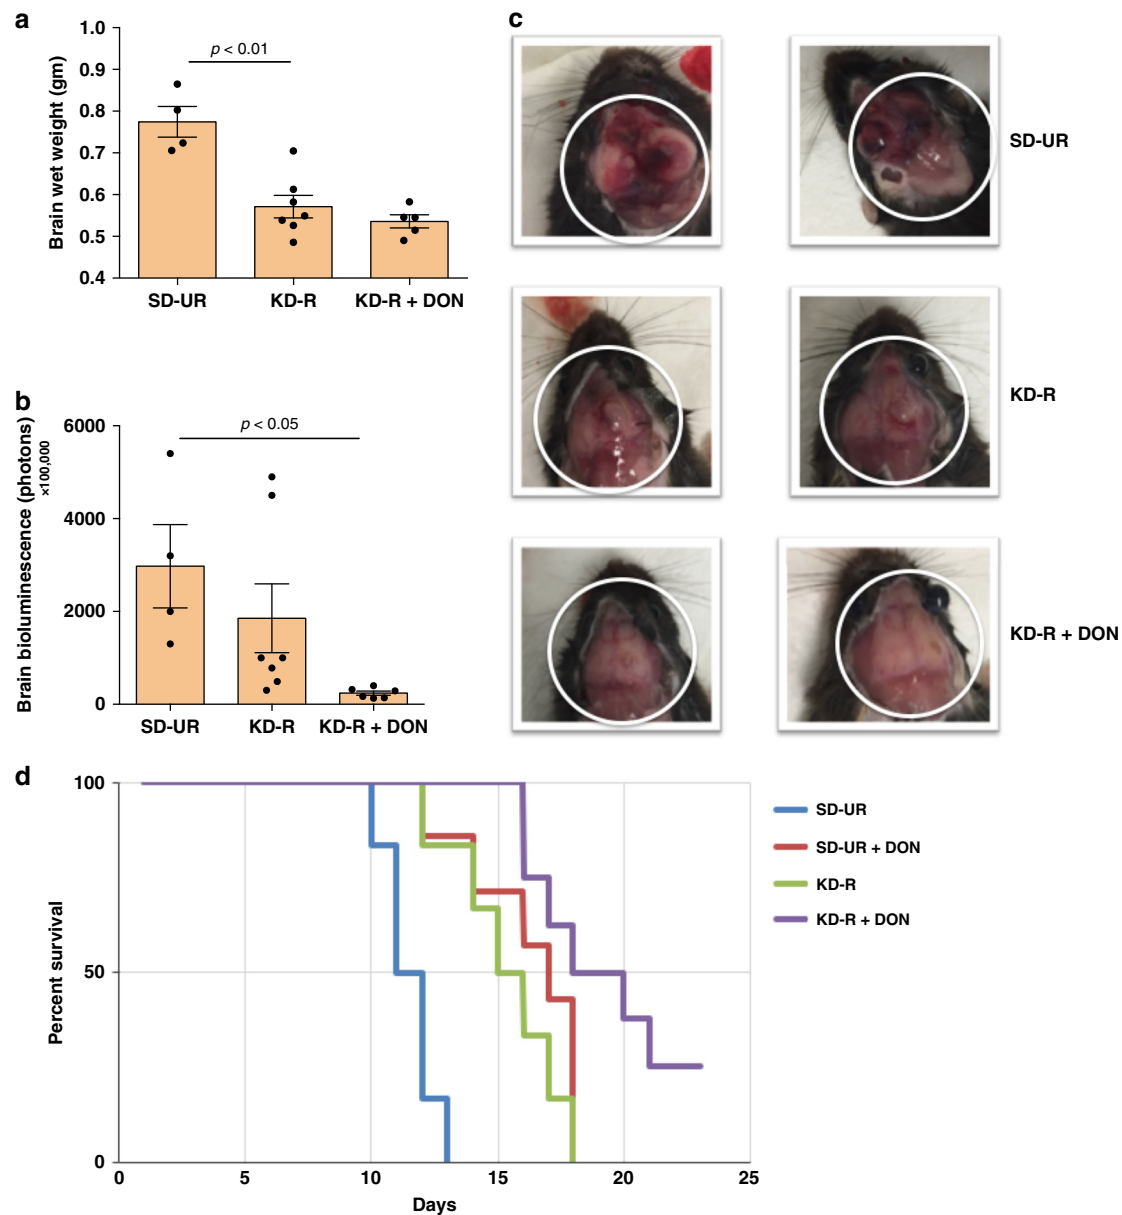 a
Brain wet weight (gm)
1.0
0.9
0.8
0.7
0.6
0.5
0.4
p < 0.01
SD-UR KD-R KD-R + DON
b
Brain bioluminescence (photons)
×100,000
6000
4000
2000
0
p < 0.05
SD-UR KD-R KD-R + DON
c
SD-UR
KD-R
KD-R + DON
d
Percent survival
100
50
0
0 5 10 15 20 25
Days
SD-UR
SD-UR + DON
KD-R
KD-R + DON